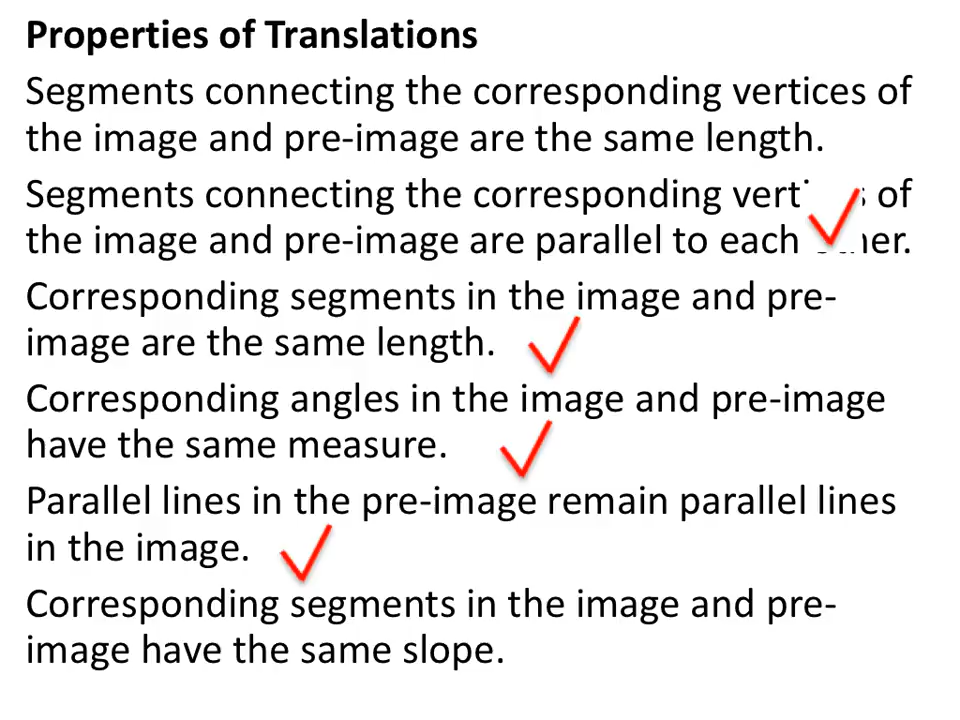 Properties of Translations
Segments connecting the corresponding vertices of
the image and pre-image are the same length.
Segments connecting the corresponding vertices of
the image and pre-image are parallel to each other.
Corresponding segments in the image and pre-
image are the same length.
Corresponding angles in the image and pre-image
have the same measure.
Parallel lines in the pre-image remain parallel lines
in the image.
Corresponding segments in the image and pre-
image have the same slope.